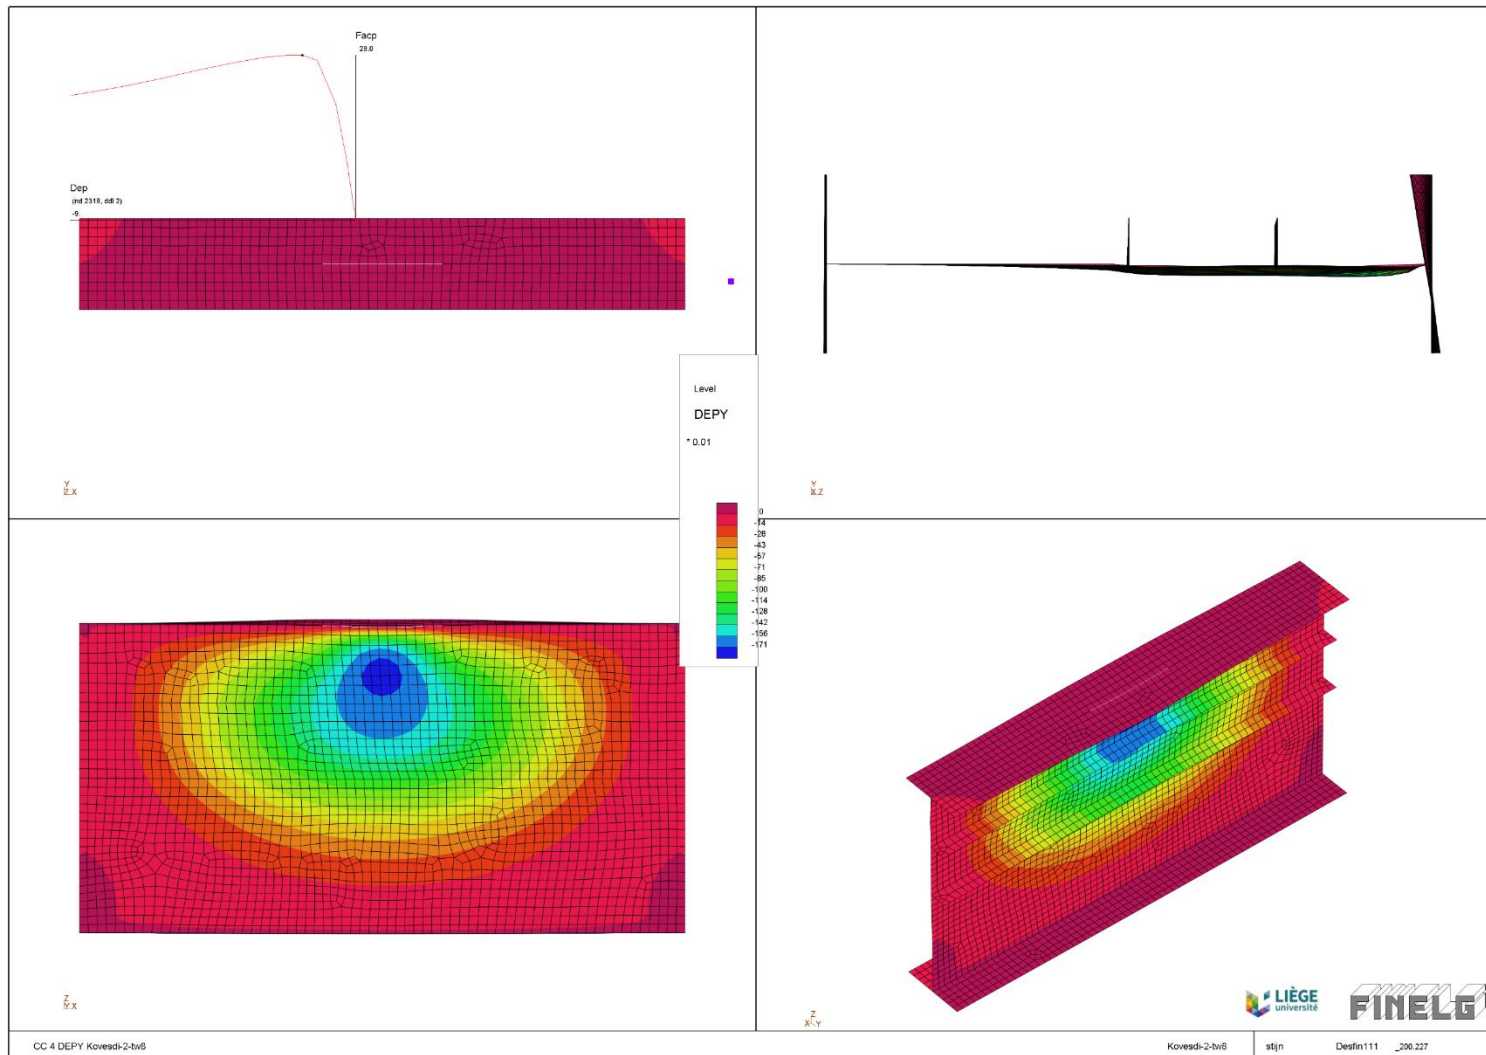 Facp
28.0
Dep
(nd 2318, ddl 2)
-9.
Y
Z.X
Y
X.Z
Level
DEPY
* 0.01
0
-14
-28
-43
-57
-71
-85
-100
-114
-128
-142
-156
-171
Z
Y.X
Z
X Y
LIÈGE
université
FINELG
CC 4 DEPY Kovesdi-2-tw8
Kovesdi-2-tw8
stijn
Desfin111
_200.227